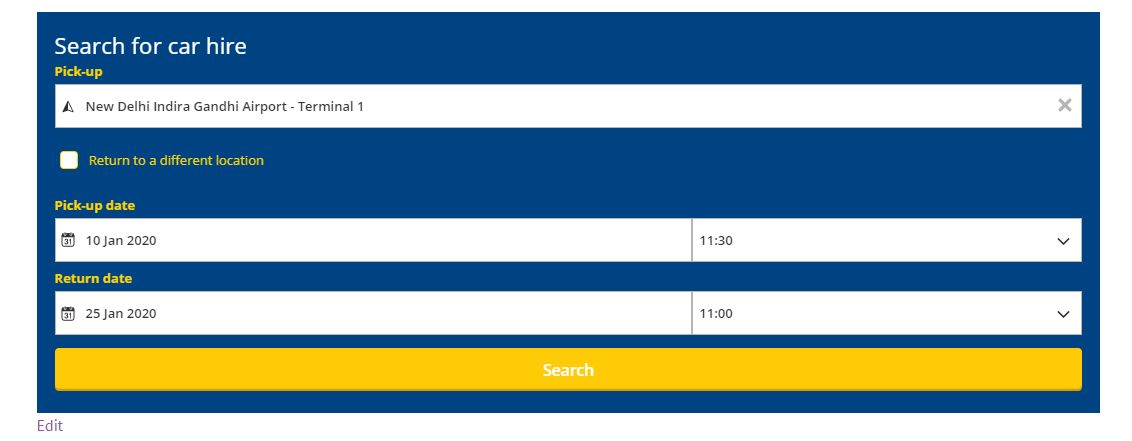 Search for car hire
Pick-up
New Delhi Indira Gandhi Airport - Terminal 1
Return to a different location
Pick-up date
31 10 Jan 2020 11:30
Return date
31 25 Jan 2020 11:00
Search
Edit